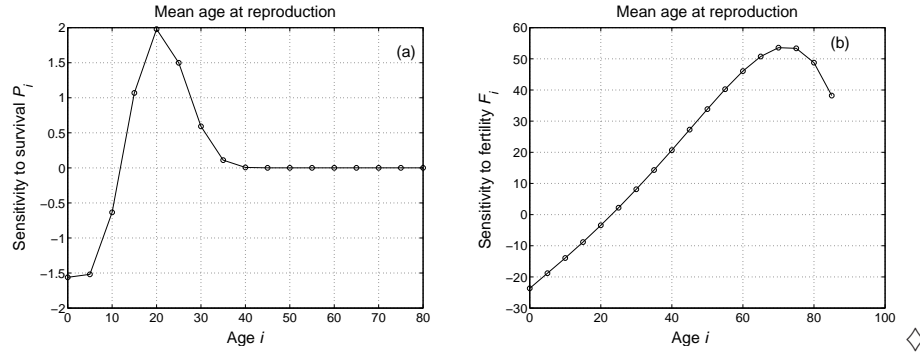 Mean age at reproduction
(a)
Sensitivity to survival P_i
2
1.5
1
0.5
0
−0.5
−1
−1.5
−2
0 10 20 30 40 50 60 70 80
Age i
Mean age at reproduction
(b)
Sensitivity to fertility F_i
60
50
40
30
20
10
0
−10
−20
−30
0 20 40 60 80 100
Age i